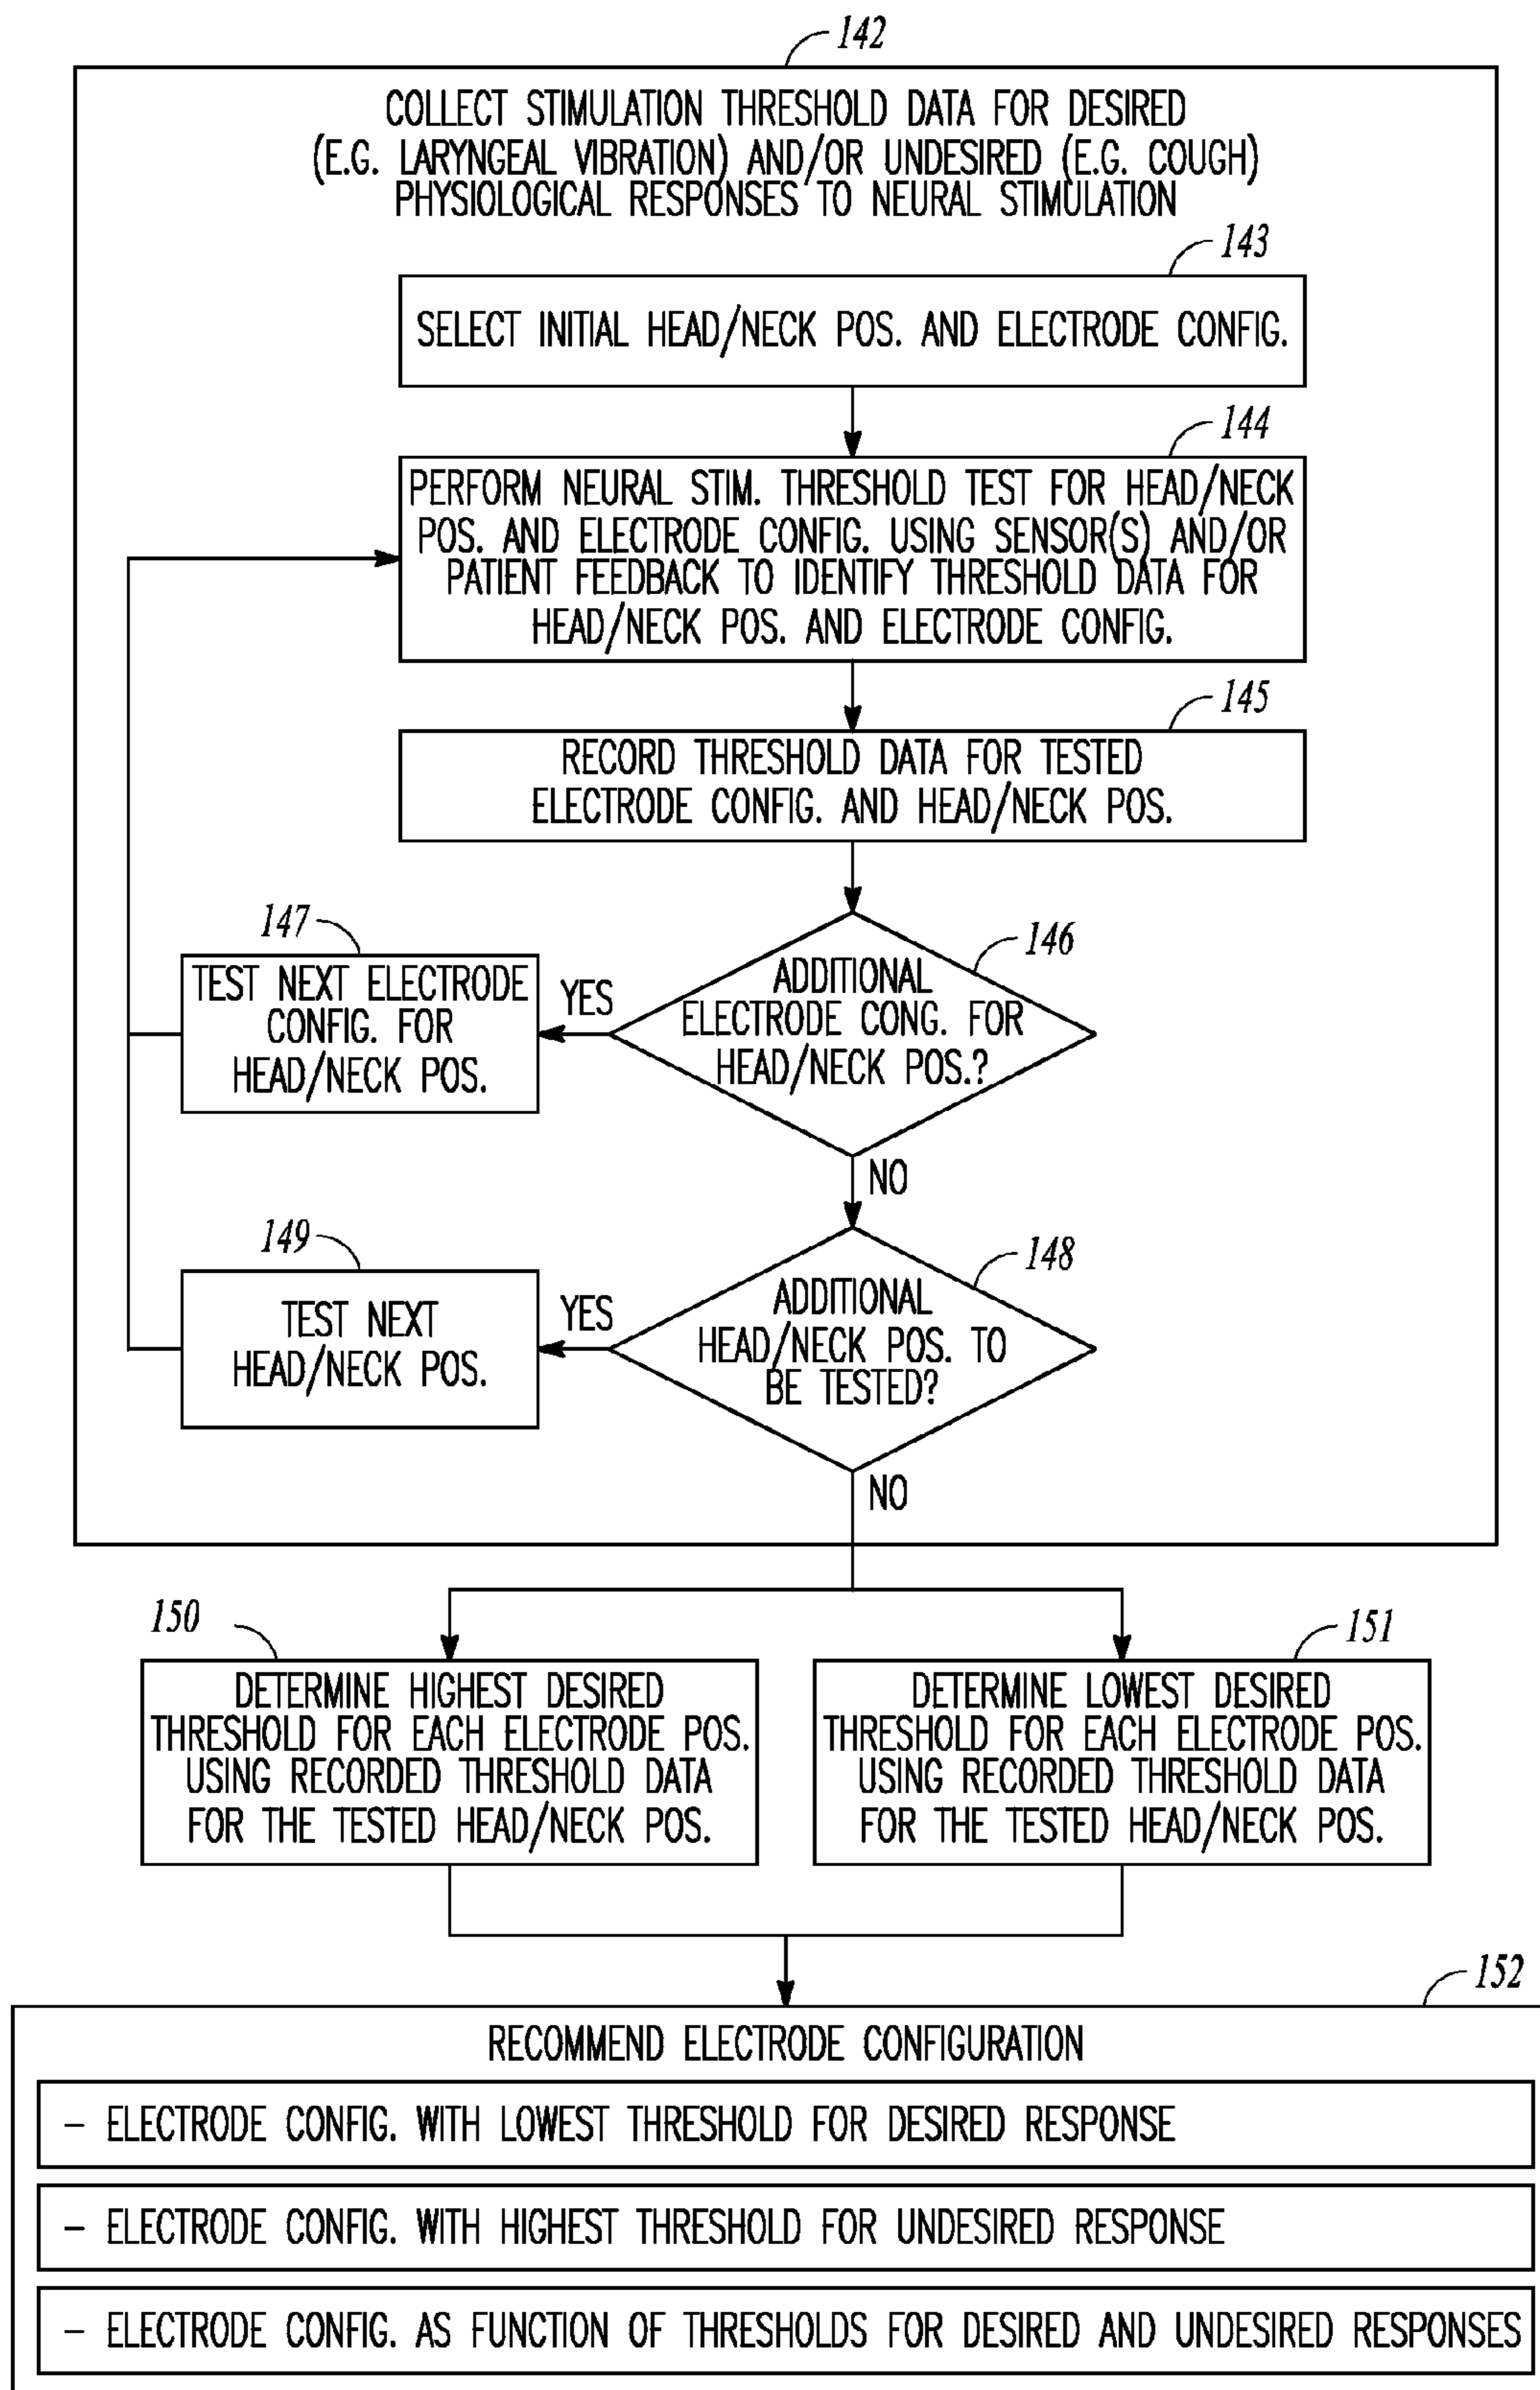 142
COLLECT STIMULATION THRESHOLD DATA FOR DESIRED
(E.G. LARYNGEAL VIBRATION) AND/OR UNDESIRED (E.G. COUGH)
PHYSIOLOGICAL RESPONSES TO NEURAL STIMULATION
143
SELECT INITIAL HEAD/NECK POS. AND ELECTRODE CONFIG.
144
PERFORM NEURAL STIM. THRESHOLD TEST FOR HEAD/NECK
POS. AND ELECTRODE CONFIG. USING SENSOR(S) AND/OR
PATIENT FEEDBACK TO IDENTIFY THRESHOLD DATA FOR
HEAD/NECK POS. AND ELECTRODE CONFIG.
145
RECORD THRESHOLD DATA FOR TESTED
ELECTRODE CONFIG. AND HEAD/NECK POS.
146
ADDITIONAL
ELECTRODE CONG. FOR
HEAD/NECK POS.?
YES
147
TEST NEXT ELECTRODE
CONFIG. FOR
HEAD/NECK POS.
NO
148
ADDITIONAL
HEAD/NECK POS. TO
BE TESTED?
YES
149
TEST NEXT
HEAD/NECK POS.
NO
150
DETERMINE HIGHEST DESIRED
THRESHOLD FOR EACH ELECTRODE POS.
USING RECORDED THRESHOLD DATA
FOR THE TESTED HEAD/NECK POS.
151
DETERMINE LOWEST DESIRED
THRESHOLD FOR EACH ELECTRODE POS.
USING RECORDED THRESHOLD DATA
FOR THE TESTED HEAD/NECK POS.
152
RECOMMEND ELECTRODE CONFIGURATION
– ELECTRODE CONFIG. WITH LOWEST THRESHOLD FOR DESIRED RESPONSE
– ELECTRODE CONFIG. WITH HIGHEST THRESHOLD FOR UNDESIRED RESPONSE
– ELECTRODE CONFIG. AS FUNCTION OF THRESHOLDS FOR DESIRED AND UNDESIRED RESPONSES